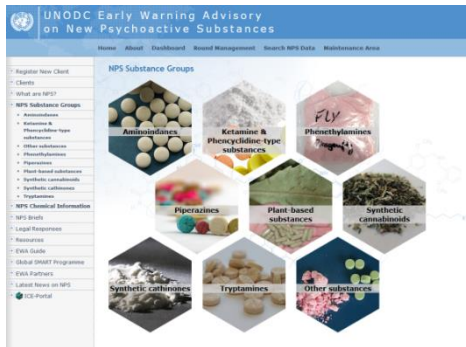 UNODC Early Warning Advisory
on New Psychoactive Substances
Home About Dashboard Round Management Search NPS Data Maintenance Area
Register New Client
Clients
What are NPS?
NPS Substance Groups
Aminoindanes
Ketamine &
Phencyclidine-type
substances
Other substances
Phenethylamines
Piperazines
Plant-based substances
Synthetic cannabinoids
Synthetic cathinones
Tryptamines
NPS Chemical Information
NPS Briefs
Legal Responses
Resources
EWA Guide
Global SMART Programme
EWA Partners
Latest News on NPS
ICE-Portal
NPS Substance Groups
Aminoindanes
Ketamine &
Phencyclidine-type
substances
FLY
Phenethylamines
Piperazines
Plant-based
substances
Synthetic
cannabinoids
Synthetic cathinones
Tryptamines
Other substances